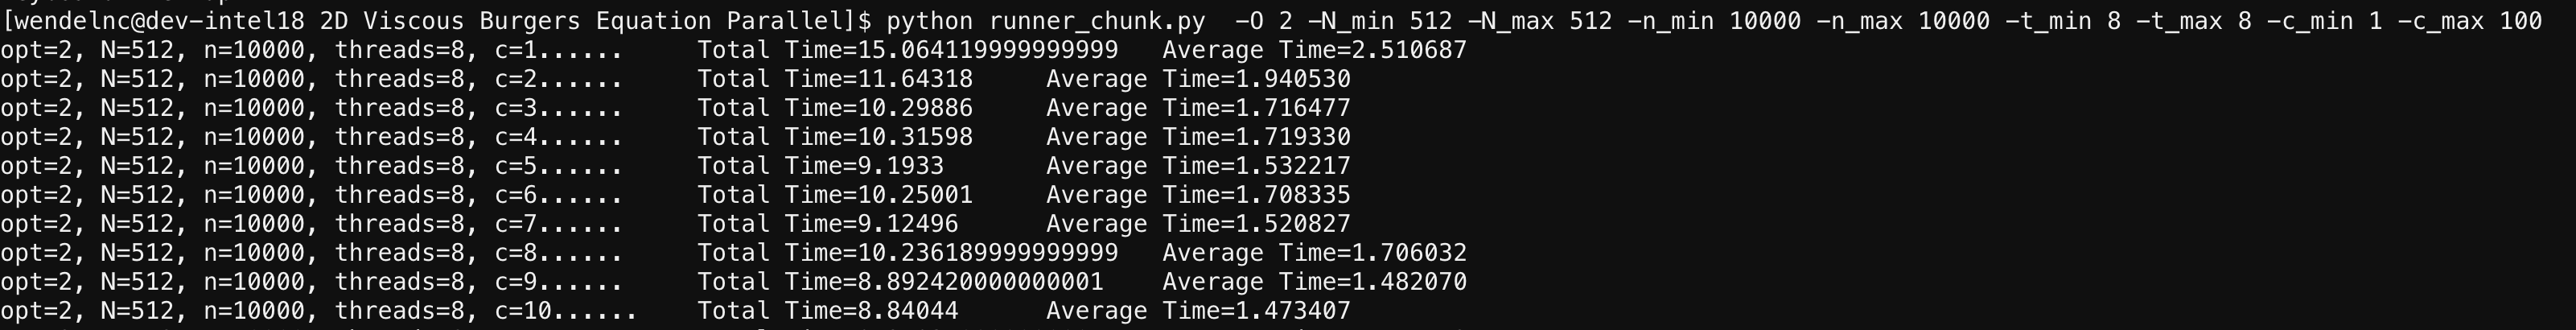 [wendelnc@dev-intel18 2D Viscous Burgers Equation Parallel]$ python runner_chunk.py  -O 2 -N_min 512 -N_max 512 -n_min 10000 -n_max 10000 -t_min 8 -t_max 8 -c_min 1 -c_max 100
opt=2, N=512, n=10000, threads=8, c=1......     Total Time=15.064119999999999   Average Time=2.510687
opt=2, N=512, n=10000, threads=8, c=2......     Total Time=11.64318     Average Time=1.940530
opt=2, N=512, n=10000, threads=8, c=3......     Total Time=10.29886     Average Time=1.716477
opt=2, N=512, n=10000, threads=8, c=4......     Total Time=10.31598     Average Time=1.719330
opt=2, N=512, n=10000, threads=8, c=5......     Total Time=9.1933       Average Time=1.532217
opt=2, N=512, n=10000, threads=8, c=6......     Total Time=10.25001     Average Time=1.708335
opt=2, N=512, n=10000, threads=8, c=7......     Total Time=9.12496      Average Time=1.520827
opt=2, N=512, n=10000, threads=8, c=8......     Total Time=10.236189999999999   Average Time=1.706032
opt=2, N=512, n=10000, threads=8, c=9......     Total Time=8.892420000000001    Average Time=1.482070
opt=2, N=512, n=10000, threads=8, c=10......    Total Time=8.84044      Average Time=1.473407